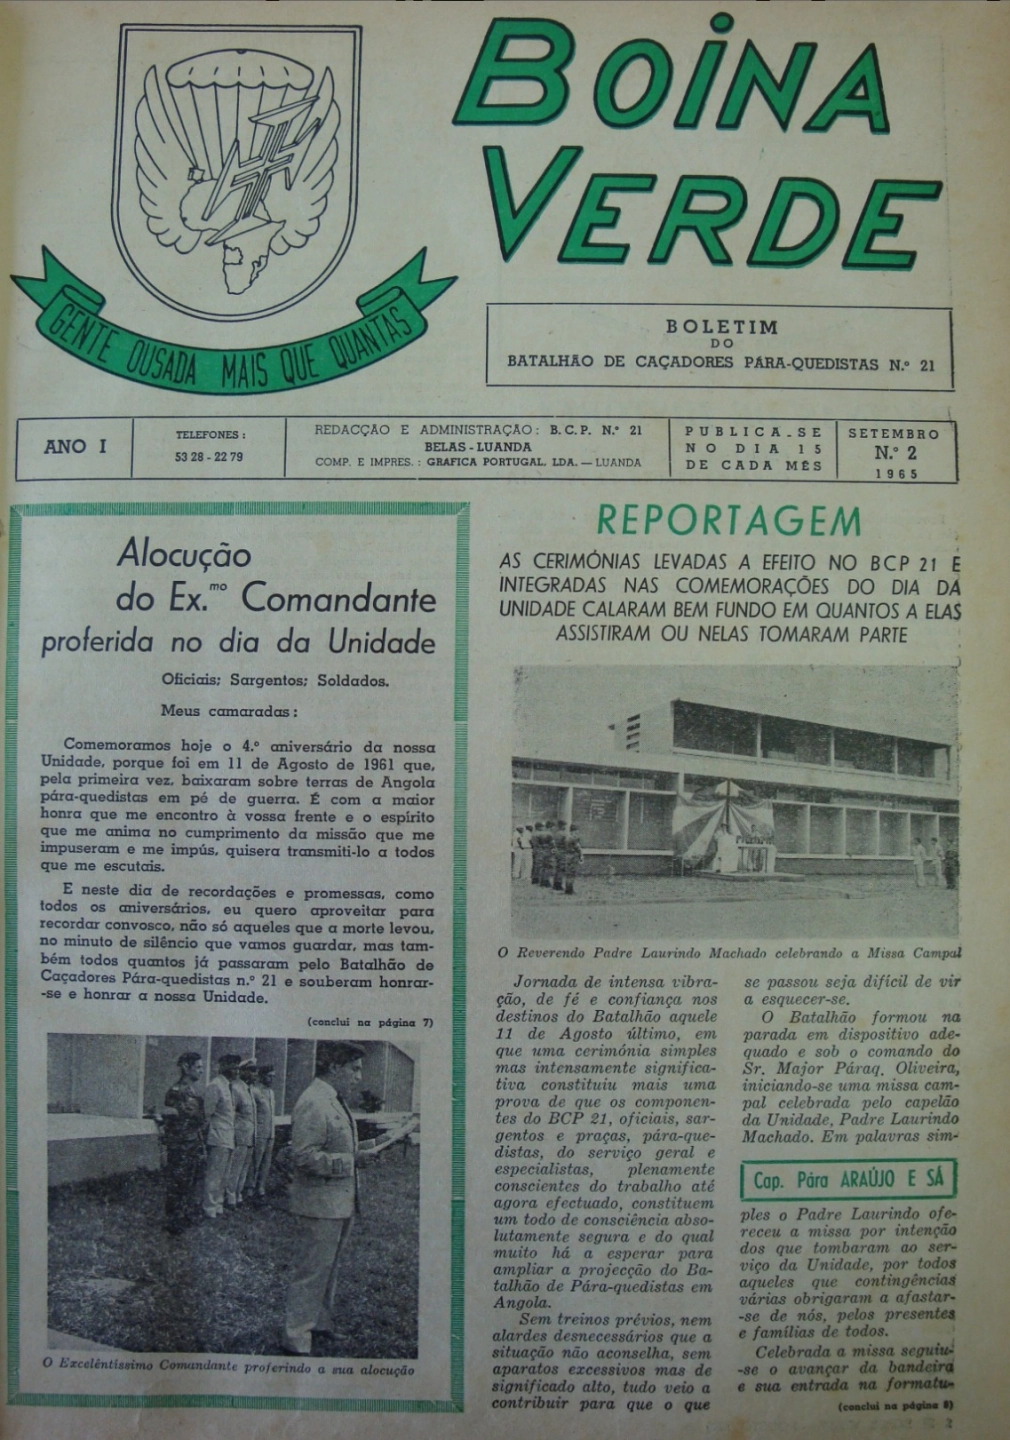 BOINA
VERDE
GENTE OUSADA MAIS QUE QUANTAS
BOLETIM
DO
BATALHÃO DE CAÇADORES PÁRA-QUEDISTAS N.º 21
ANO I
TELEFONES:
53 28 - 22 79
REDACÇÃO E ADMINISTRAÇÃO: B.C.P. N.º 21
BELAS - LUANDA
COMP. E IMPRES.: GRAFICA PORTUGAL. LDA. — LUANDA
PUBLICA-SE
NO DIA 15
DE CADA MÊS
SETEMBRO
N.º 2
1965
Alocução
do Ex.mo Comandante
proferida no dia da Unidade
Oficiais; Sargentos; Soldados.
Meus camaradas:
Comemoramos hoje o 4.º aniversário da nossa
Unidade, porque foi em 11 de Agosto de 1961 que,
pela primeira vez, baixaram sobre terras de Angola
pára-quedistas em pé de guerra. É com a maior
honra que me encontro à vossa frente e o espírito
que me anima no cumprimento da missão que me
impuseram e me impús, quisera transmiti-lo a todos
que me escutais.
E neste dia de recordações e promessas, como
todos os aniversários, eu quero aproveitar para
recordar convosco, não só aqueles que a morte levou,
no minuto de silêncio que vamos guardar, mas tam-
bém todos quantos já passaram pelo Batalhão de
Caçadores Pára-quedistas n.º 21 e souberam honrar-
-se e honrar a nossa Unidade.
(conclui na página 7)
O Excelêntissimo Comandante proferindo a sua alocução
REPORTAGEM
AS CERIMÓNIAS LEVADAS A EFEITO NO BCP 21 E
INTEGRADAS NAS COMEMORAÇÕES DO DIA DA
UNIDADE CALARAM BEM FUNDO EM QUANTOS A ELAS
ASSISTIRAM OU NELAS TOMARAM PARTE
O Reverendo Padre Laurindo Machado celebrando a Missa Campal
Jornada de intensa vibra-
ção, de fé e confiança nos
destinos do Batalhão aquele
11 de Agosto último, em
que uma cerimónia simples
mas intensamente significa-
tiva constituiu mais uma
prova de que os componen-
tes do BCP 21, oficiais, sar-
gentos e praças, pára-que-
distas, do serviço geral e
especialistas, plenamente
conscientes do trabalho até
agora efectuado, constituem
um todo de consciência abso-
lutamente segura e do qual
muito há a esperar para
ampliar a projecção do Ba-
talhão de Pára-quedistas em
Angola.
Sem treinos prévios, nem
alardes desnecessários que a
situação não aconselha, sem
aparatos excessivos mas de
significado alto, tudo veio a
contribuir para que o que
se passou seja difícil de vir
a esquecer-se.
O Batalhão formou na
parada em dispositivo ade-
quado e sob o comando do
Sr. Major Páraq. Oliveira,
iniciando-se uma missa cam-
pal celebrada pelo capelão
da Unidade, Padre Laurindo
Machado. Em palavras sim-
Cap. Pára ARAÚJO E SÁ
ples o Padre Laurindo ofe-
receu a missa por intenção
dos que tombaram ao ser-
viço da Unidade, por todos
aqueles que contingências
várias obrigaram a afastar-
-se de nós, pelos presentes
e famílias de todos.
Celebrada a missa seguiu-
-se o avançar da bandeira
e sua entrada na formatu-
(conclui na página 8)